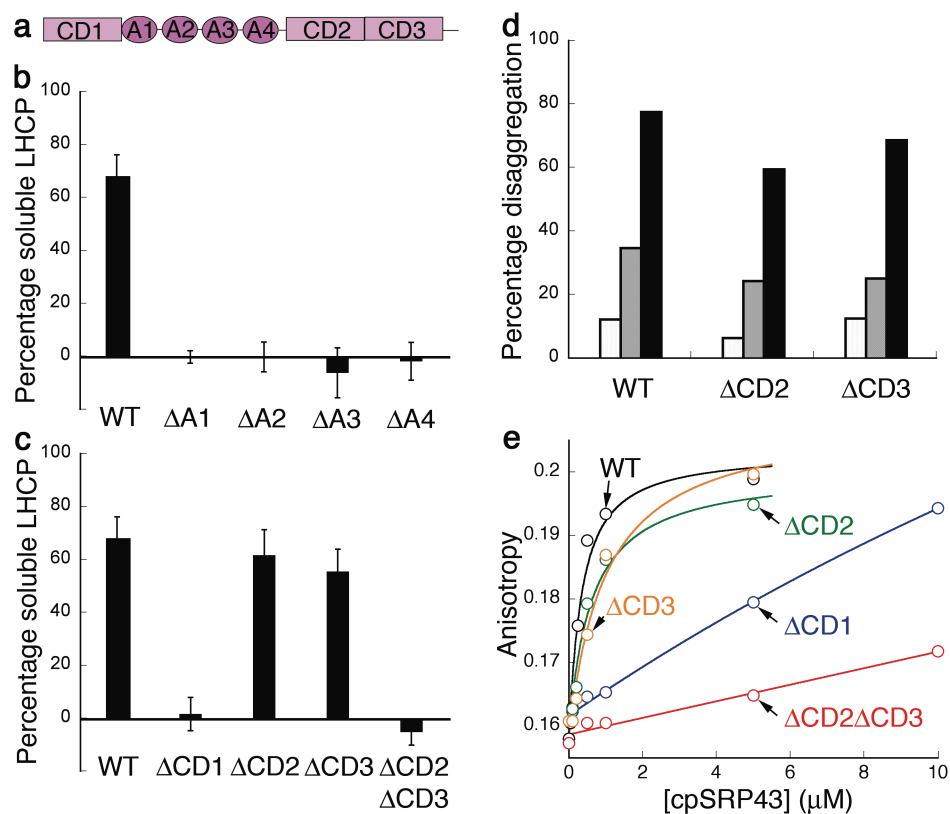 a
CD1 A1 A2 A3 A4 CD2 CD3
b
Percentage soluble LHCP
100
80
60
40
20
0
WT ΔA1 ΔA2 ΔA3 ΔA4
c
Percentage soluble LHCP
100
80
60
40
20
0
WT ΔCD1 ΔCD2 ΔCD3 ΔCD2
ΔCD3
d
Percentage disaggregation
100
80
60
40
20
0
WT ΔCD2 ΔCD3
e
Anisotropy
0.2
0.19
0.18
0.17
0.16
WT
ΔCD2
ΔCD3
ΔCD1
ΔCD2ΔCD3
0 2 4 6 8 10
[cpSRP43] (μM)